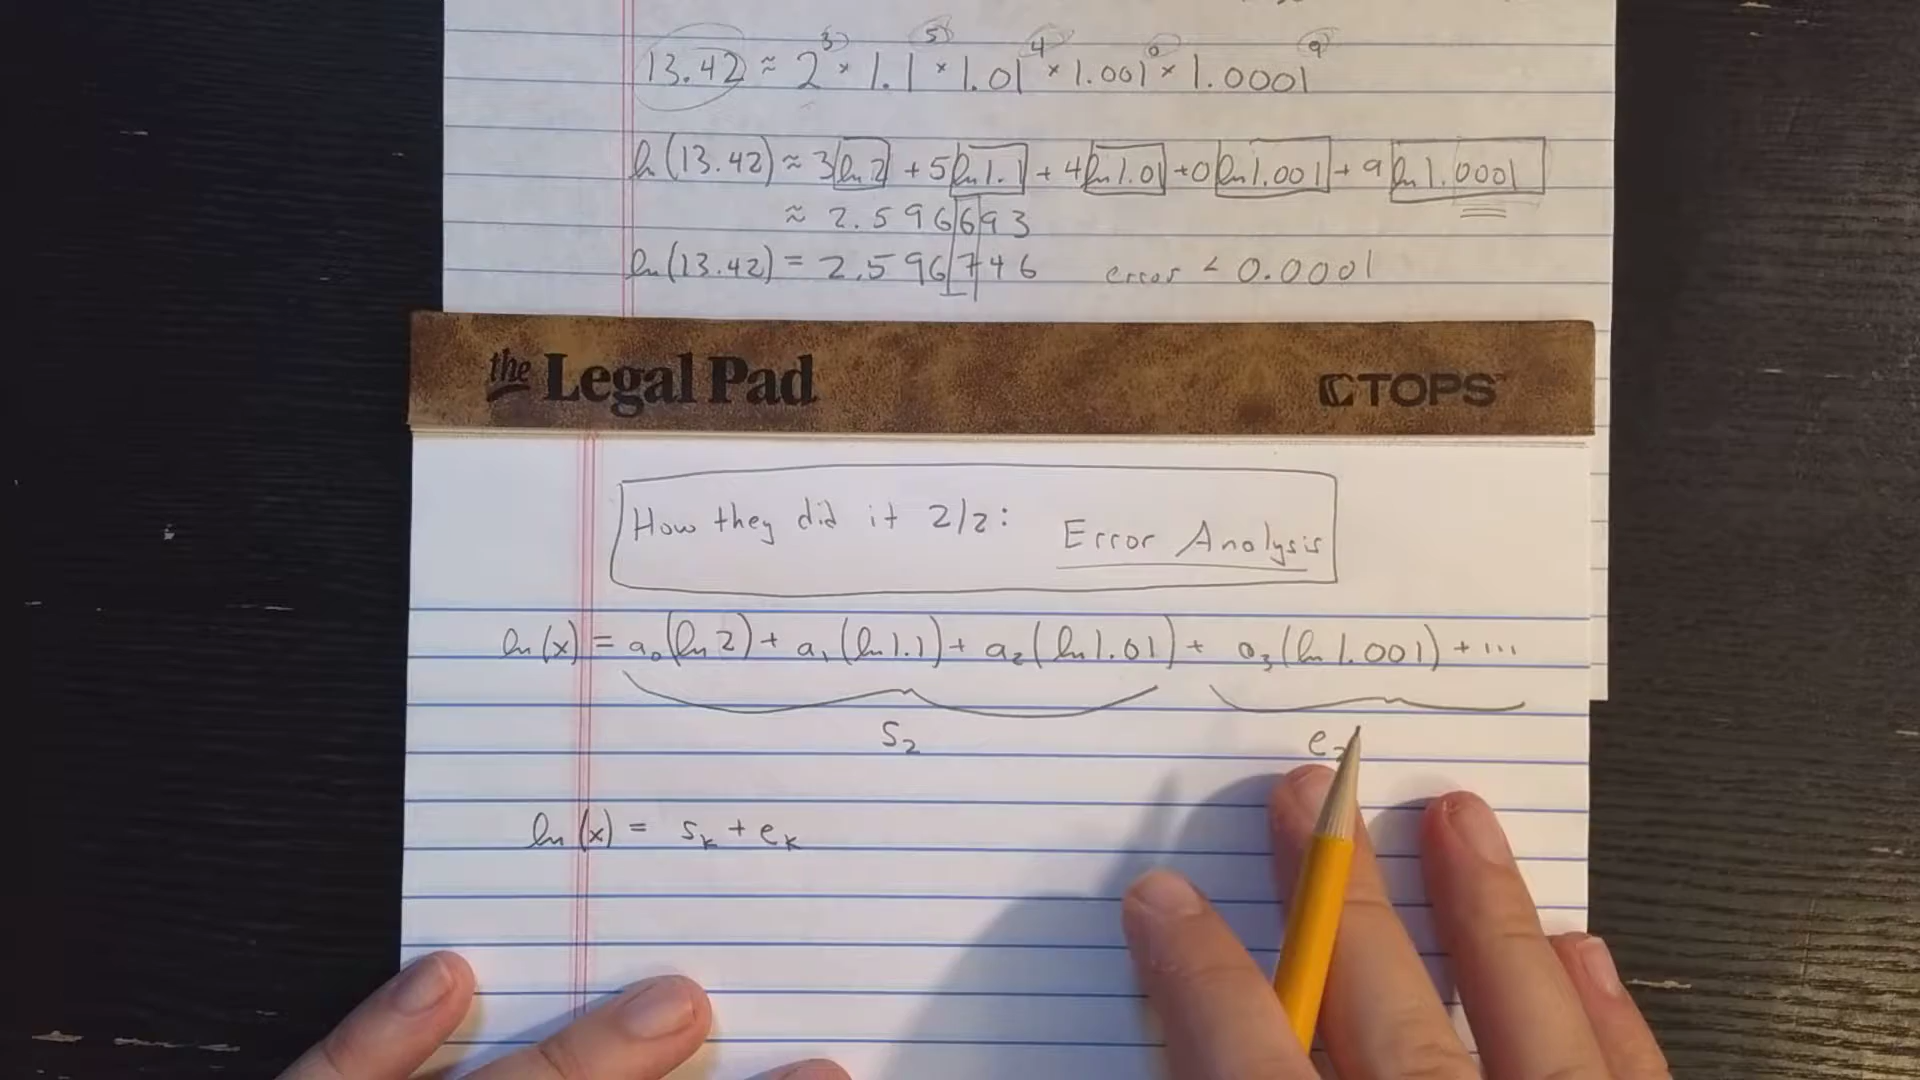 13.42 ≈ 2³ × 1.1⁵ × 1.01⁴ × 1.001⁰ × 1.0001⁹
ln(13.42) ≈ 3 ln 2 + 5 ln 1.1 + 4 ln 1.01 + 0 ln 1.001 + 9 ln 1.0001
≈ 2.596693
ln(13.42) = 2.596746 error < 0.0001
the Legal Pad TOPS
How they did it 2/2: Error Analysis
ln(x) = a₀(ln 2) + a₁(ln 1.1) + a₂(ln 1.01) + a₃(ln 1.001) + ...
S₂ e₂
ln(x) = sₖ + eₖ